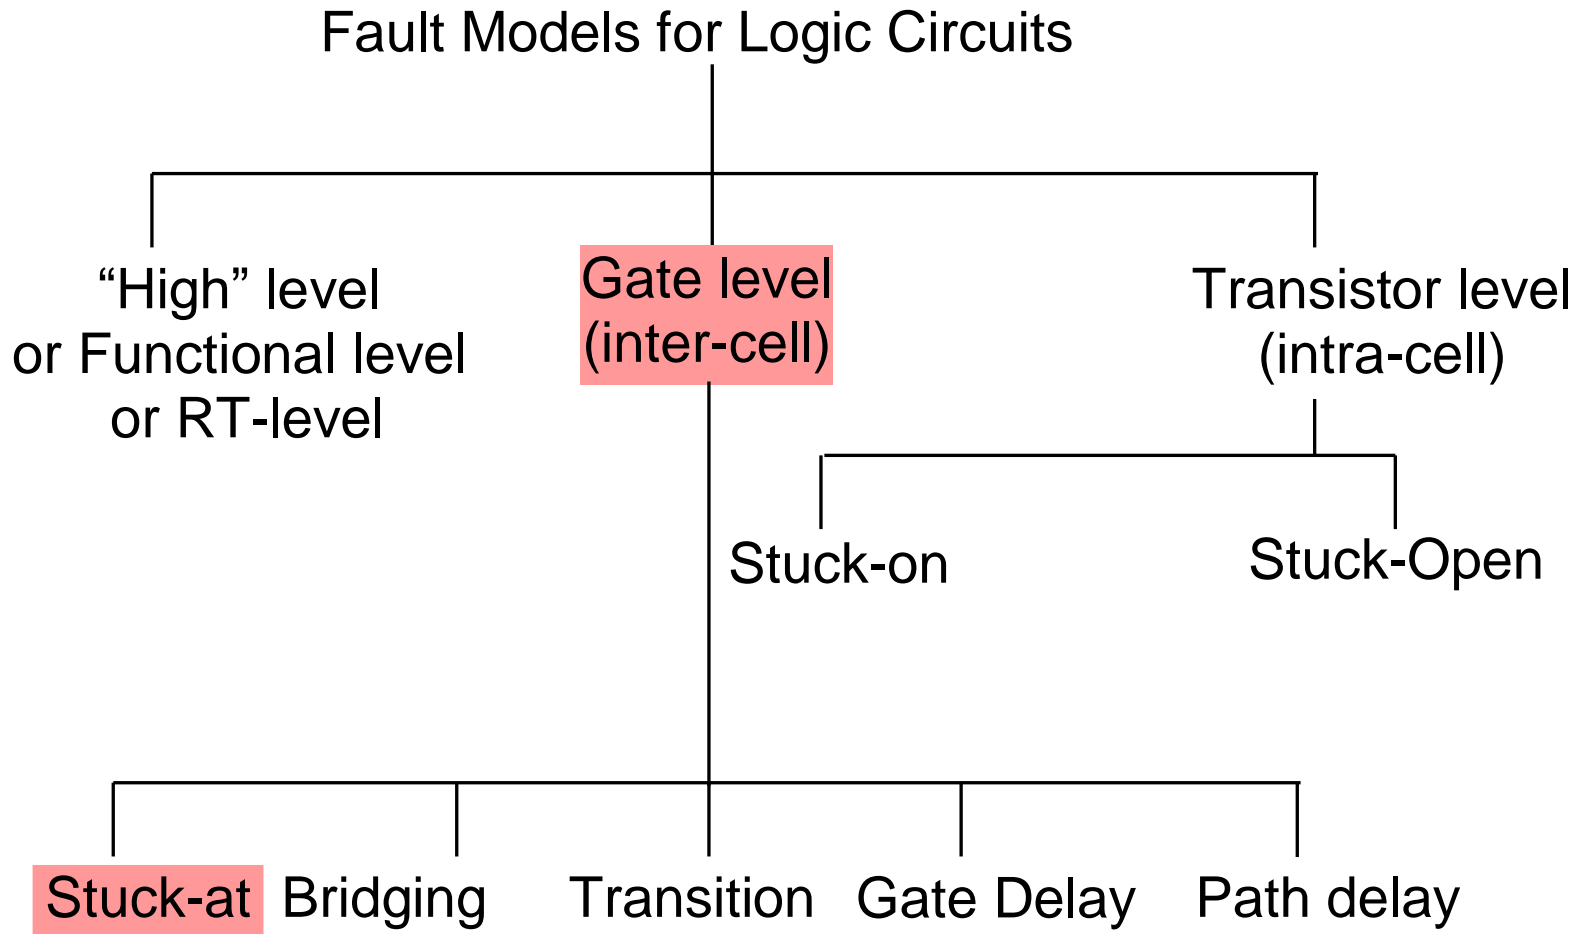 Fault Models for Logic Circuits
“High” level
or Functional level
or RT-level
Gate level
(inter-cell)
Transistor level
(intra-cell)
Stuck-on
Stuck-Open
Stuck-at
Bridging
Transition
Gate Delay
Path delay